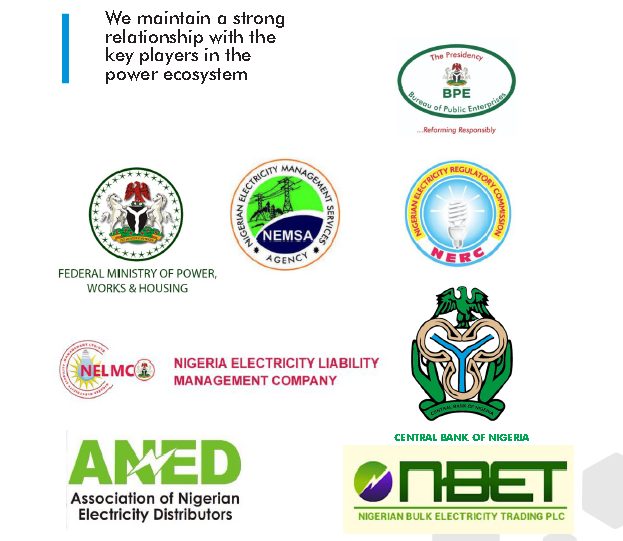 We maintain a strong
relationship with the
key players in the
power ecosystem
The Presidency
BPE
Bureau of Public Enterprises
...Reforming Responsibly
FEDERAL MINISTRY OF POWER,
WORKS & HOUSING
NIGERIAN ELECTRICITY MANAGEMENT SERVICES
NEMSA
AGENCY
NIGERIAN ELECTRICITY REGULATORY COMMISSION
NERC
NELMCO
NIGERIA ELECTRICITY LIABILITY
MANAGEMENT COMPANY
CENTRAL BANK OF NIGERIA
CENTRAL BANK OF NIGERIA
ANED
Association of Nigerian
Electricity Distributors
NBET
NIGERIAN BULK ELECTRICITY TRADING PLC